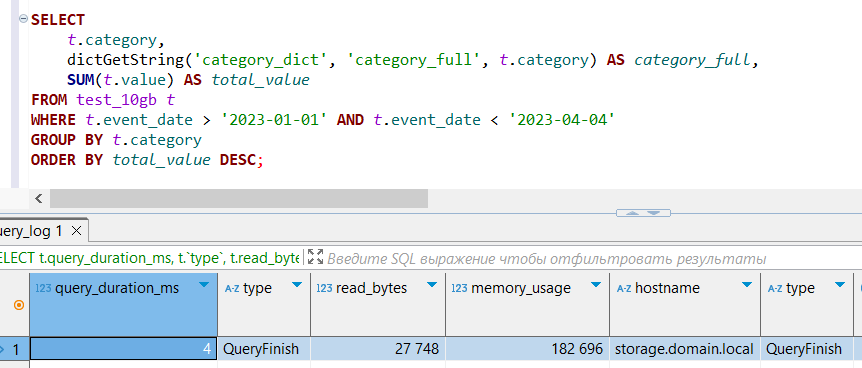 SELECT
t.category,
dictGetString('category_dict', 'category_full', t.category) AS category_full,
SUM(t.value) AS total_value
FROM test_10gb t
WHERE t.event_date > '2023-01-01' AND t.event_date < '2023-04-04'
GROUP BY t.category
ORDER BY total_value DESC;
uery_log 1
ELECT t.query_duration_ms, t.`type`, t.read_byte Введите SQL выражение чтобы отфильтровать результаты
123 query_duration_ms A-Z type 123 read_bytes 123 memory_usage A-Z hostname A-Z type
1 4 QueryFinish 27 748 182 696 storage.domain.local QueryFinish